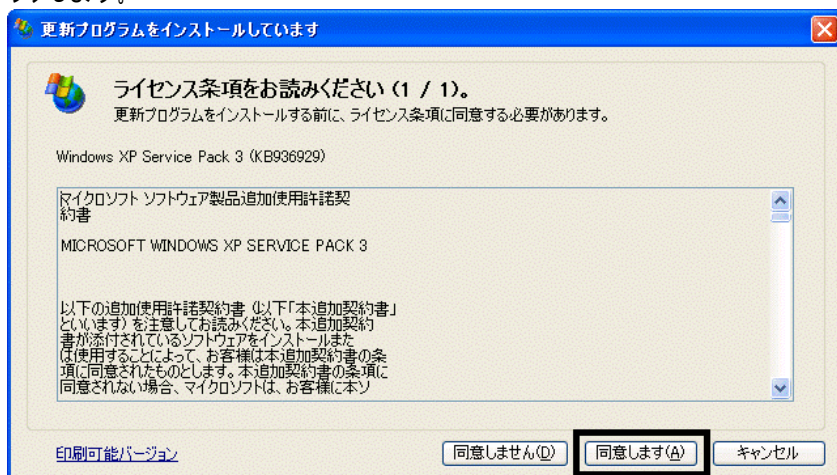 ックします。
更新プログラムをインストールしています
ライセンス条項をお読みください (1 / 1)。
更新プログラムをインストールする前に、ライセンス条項に同意する必要があります。
Windows XP Service Pack 3 (KB936929)
マイクロソフト ソフトウェア製品追加使用許諾契
約書
MICROSOFT WINDOWS XP SERVICE PACK 3
以下の追加使用許諾契約書 (以下「本追加契約書」
といいます) を注意してお読みください。本追加契約
書が添付されているソフトウェアをインストールまた
は使用することによって、お客様は本追加契約書の条
項に同意されたものとします。本追加契約書の条項に
同意されない場合、マイクロソフトは、お客様に本ソ
印刷可能バージョン 同意しません(D) 同意します(A) キャンセル